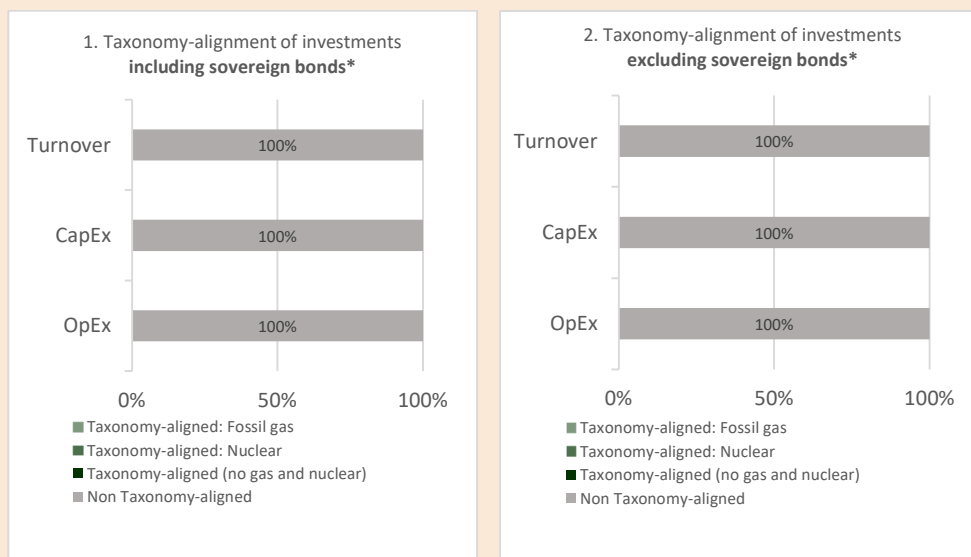 1. Taxonomy-alignment of investments
including sovereign bonds*
Turnover
100%
CapEx
100%
OpEx
100%
0%
50%
100%
Taxonomy-aligned: Fossil gas
Taxonomy-aligned: Nuclear
Taxonomy-aligned (no gas and nuclear)
Non Taxonomy-aligned
2. Taxonomy-alignment of investments
excluding sovereign bonds*
Turnover
100%
CapEx
100%
OpEx
100%
0%
50%
100%
Taxonomy-aligned: Fossil gas
Taxonomy-aligned: Nuclear
Taxonomy-aligned (no gas and nuclear)
Non Taxonomy-aligned